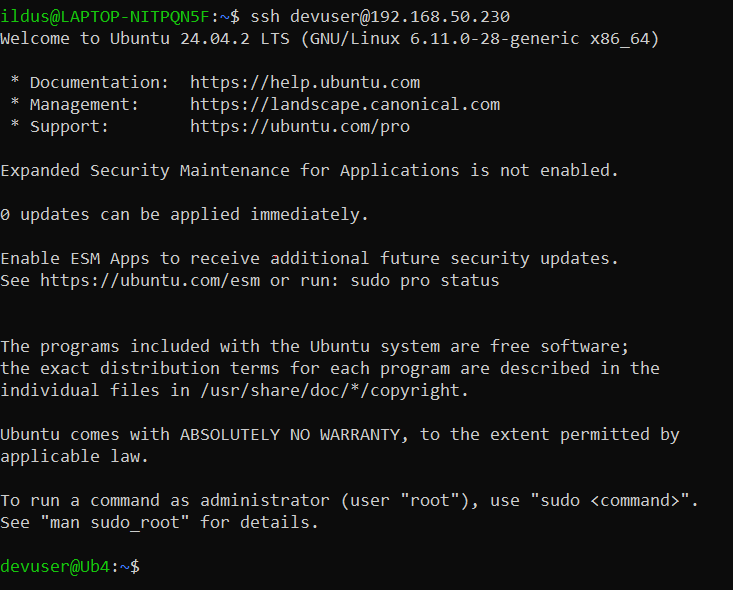 ildus@LAPTOP-NITPQN5F:~$ ssh devuser@192.168.50.230
Welcome to Ubuntu 24.04.2 LTS (GNU/Linux 6.11.0-28-generic x86_64)
* Documentation:  https://help.ubuntu.com
* Management:     https://landscape.canonical.com
* Support:        https://ubuntu.com/pro
Expanded Security Maintenance for Applications is not enabled.
0 updates can be applied immediately.
Enable ESM Apps to receive additional future security updates.
See https://ubuntu.com/esm or run: sudo pro status
The programs included with the Ubuntu system are free software;
the exact distribution terms for each program are described in the
individual files in /usr/share/doc/*/copyright.
Ubuntu comes with ABSOLUTELY NO WARRANTY, to the extent permitted by
applicable law.
To run a command as administrator (user "root"), use "sudo <command>".
See "man sudo_root" for details.
devuser@Ub4:~$